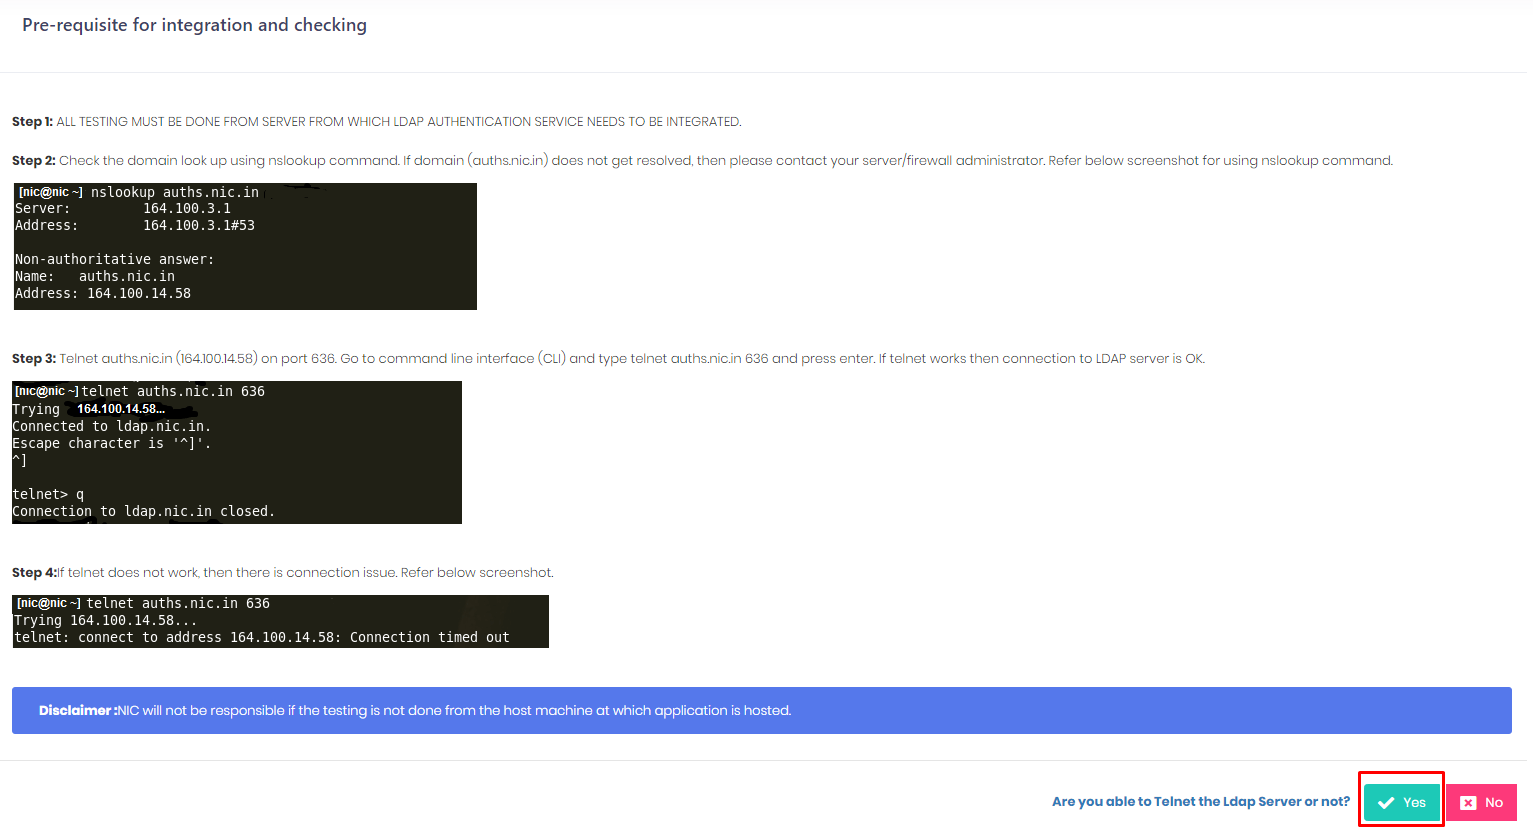 Pre-requisite for integration and checking
Step 1: ALL TESTING MUST BE DONE FROM SERVER FROM WHICH LDAP AUTHENTICATION SERVICE NEEDS TO BE INTEGRATED.
Step 2: Check the domain look up using nslookup command. If domain (auths.nic.in) does not get resolved, then please contact your server/firewall administrator. Refer below screenshot for using nslookup command.
[nic@nic ~] nslookup auths.nic.in
Server: 164.100.3.1
Address: 164.100.3.1#53
Non-authoritative answer:
Name: auths.nic.in
Address: 164.100.14.58
Step 3: Telnet auths.nic.in (164.100.14.58) on port 636. Go to command line interface (CLI) and type telnet auths.nic.in 636 and press enter. If telnet works then connection to LDAP server is OK.
[nic@nic ~]telnet auths.nic.in 636
Trying 164.100.14.58...
Connected to ldap.nic.in.
Escape character is '^]'.
^]
telnet> q
Connection to ldap.nic.in closed.
Step 4:If telnet does not work, then there is connection issue. Refer below screenshot.
[nic@nic ~] telnet auths.nic.in 636
Trying 164.100.14.58...
telnet: connect to address 164.100.14.58: Connection timed out
Disclaimer :NIC will not be responsible if the testing is not done from the host machine at which application is hosted.
Are you able to Telnet the Ldap Server or not? Yes No